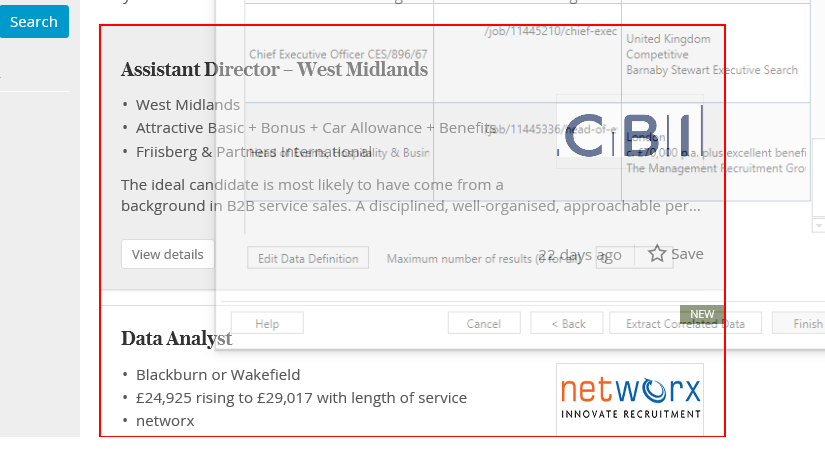 Search
/job/11445210/chief-exec
United Kingdom
Chief Executive Officer CES/896/67
Competitive
Assistant Director – West Midlands
Barnaby Stewart Executive Search
West Midlands
CBI
Attractive Basic + Bonus + Car Allowance + Benefits
/job/11445336/head-of-e
London
Friisberg & Partners International
Head of Events, Hospitality & Busin
c. £70,000 p.a. plus excellent benefi
The Management Recruitment Gro
The ideal candidate is most likely to have come from a
background in B2B service sales. A disciplined, well-organised, approachable per...
View details
Edit Data Definition
Maximum number of results (0 for all)
0
22 days ago
Save
Help
Cancel
< Back
Extract Correlated Data
Finish
NEW
Data Analyst
Blackburn or Wakefield
£24,925 rising to £29,017 with length of service
networx
networx
INNOVATE RECRUITMENT